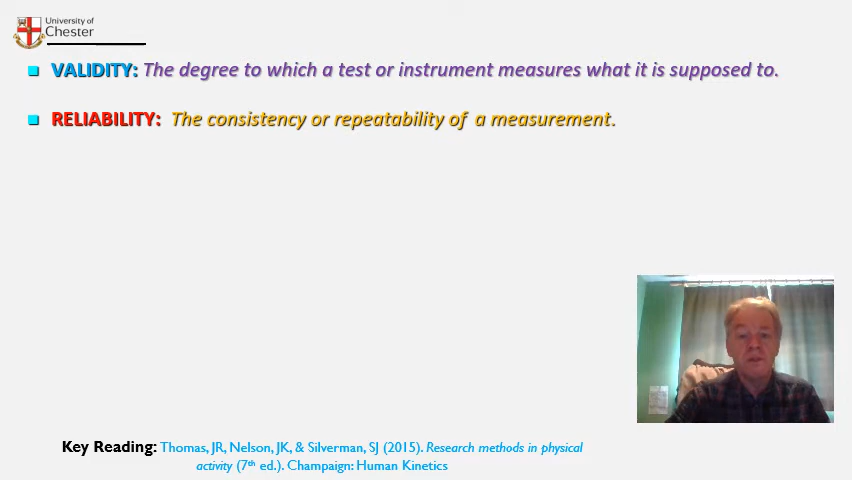 University of
Chester
VALIDITY: The degree to which a test or instrument measures what it is supposed to.
RELIABILITY: The consistency or repeatability of a measurement.
Key Reading: Thomas, JR, Nelson, JK, & Silverman, SJ (2015). Research methods in physical
activity (7th ed.). Champaign: Human Kinetics